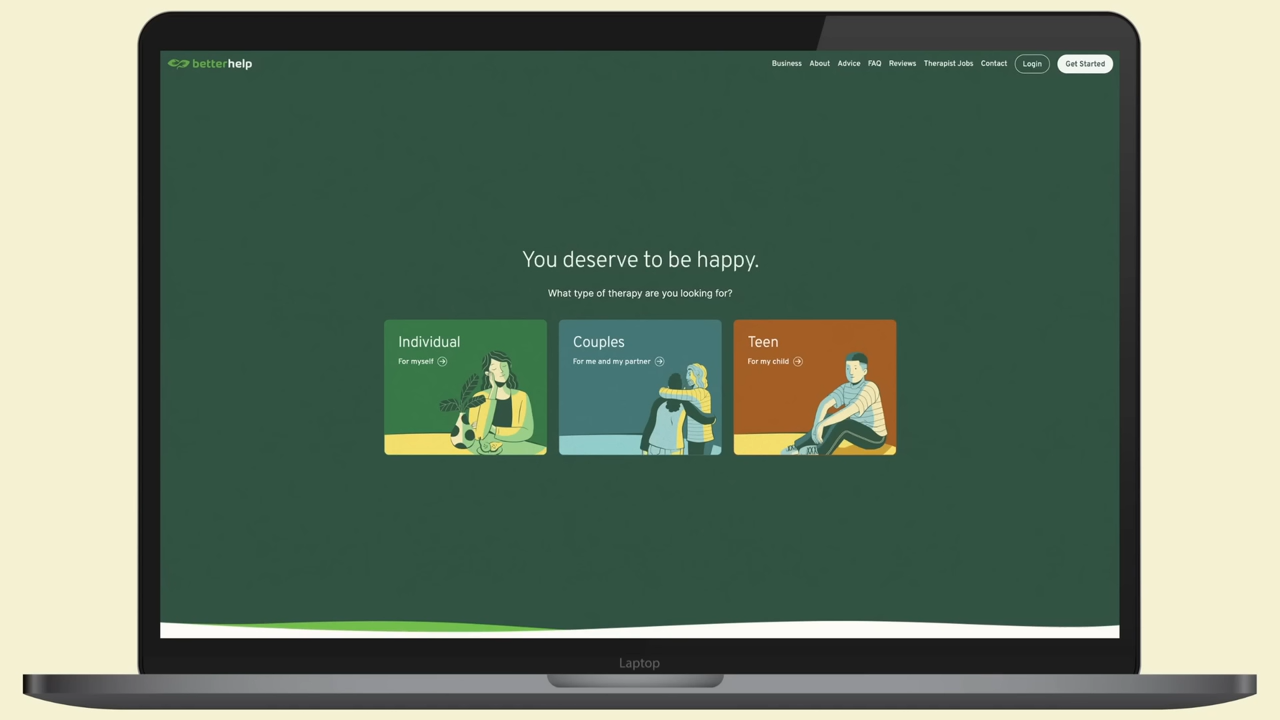 betterhelp
Business About Advice FAQ Reviews Therapist Jobs Contact Login Get Started
You deserve to be happy.
What type of therapy are you looking for?
Individual
For myself
Couples
For me and my partner
Teen
For my child
Laptop